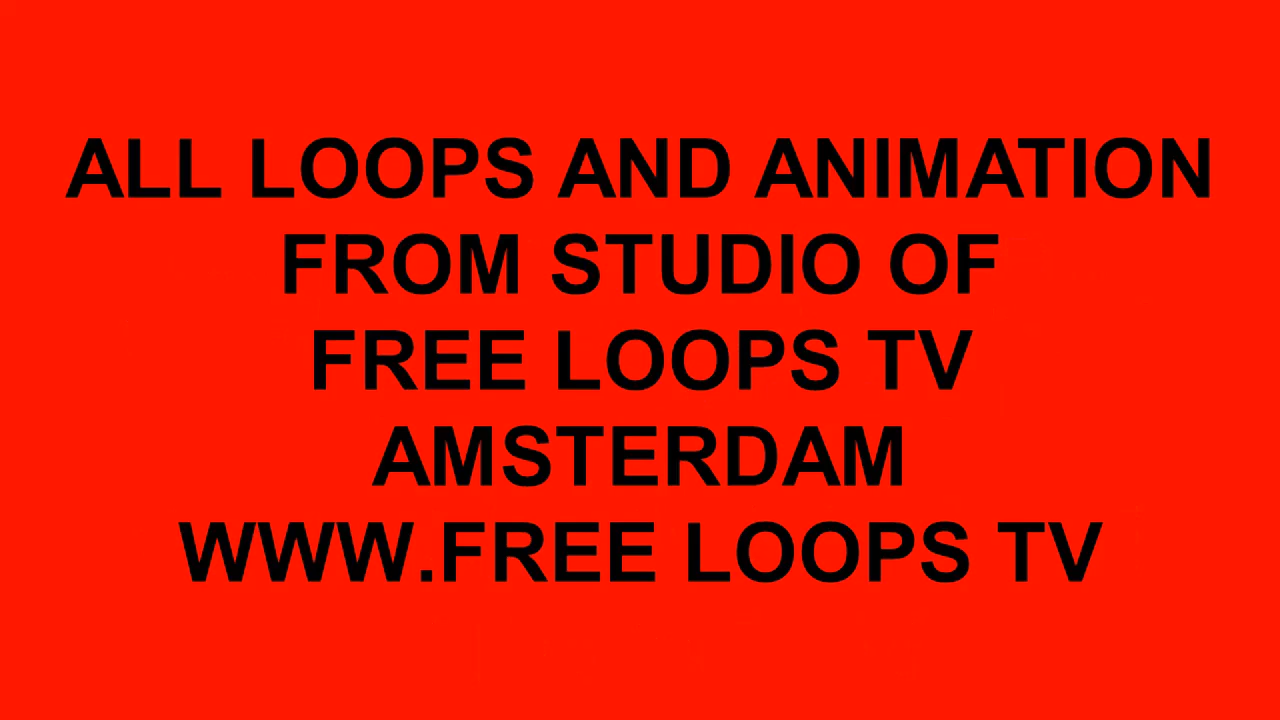 ALL LOOPS AND ANIMATION
FROM STUDIO OF
FREE LOOPS TV
AMSTERDAM
WWW.FREE LOOPS TV